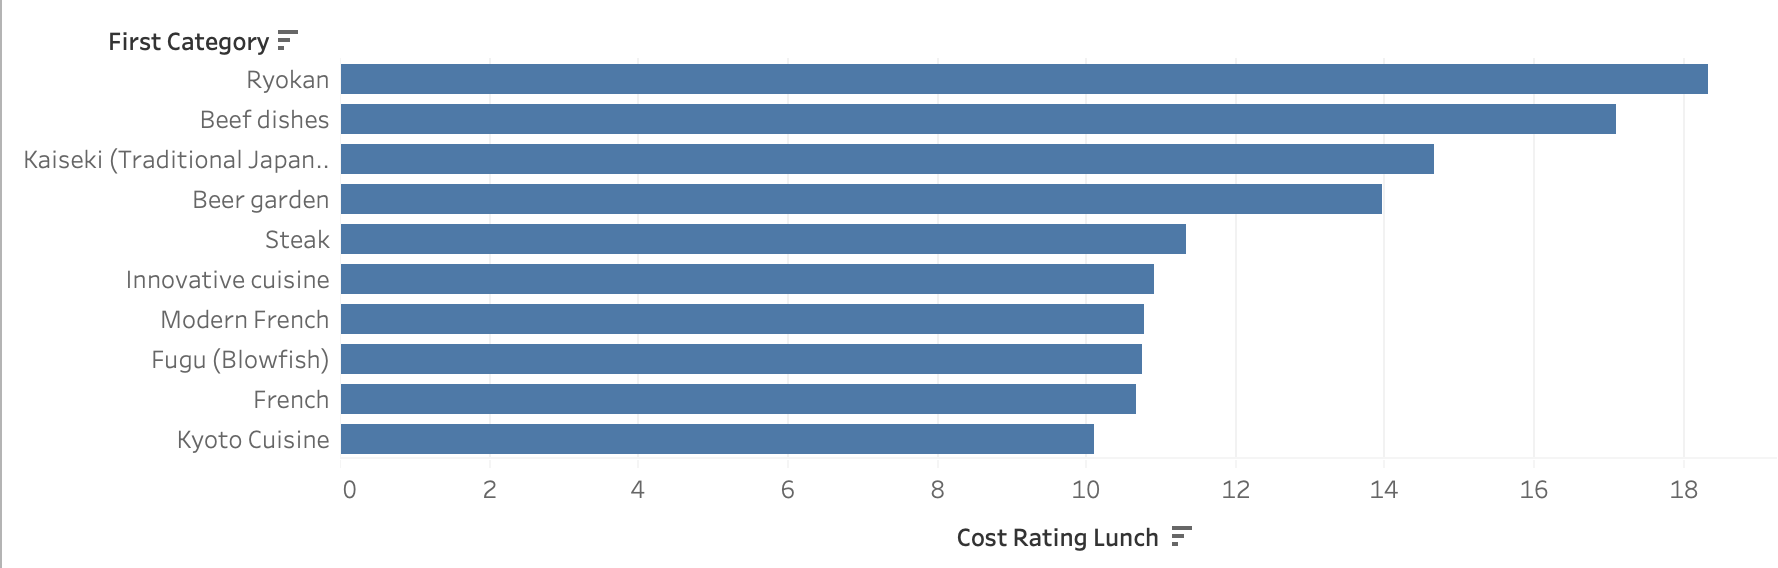 First Category
Ryokan
Beef dishes
Kaiseki (Traditional Japan..
Beer garden
Steak
Innovative cuisine
Modern French
Fugu (Blowfish)
French
Kyoto Cuisine
0 2 4 6 8 10 12 14 16 18
Cost Rating Lunch